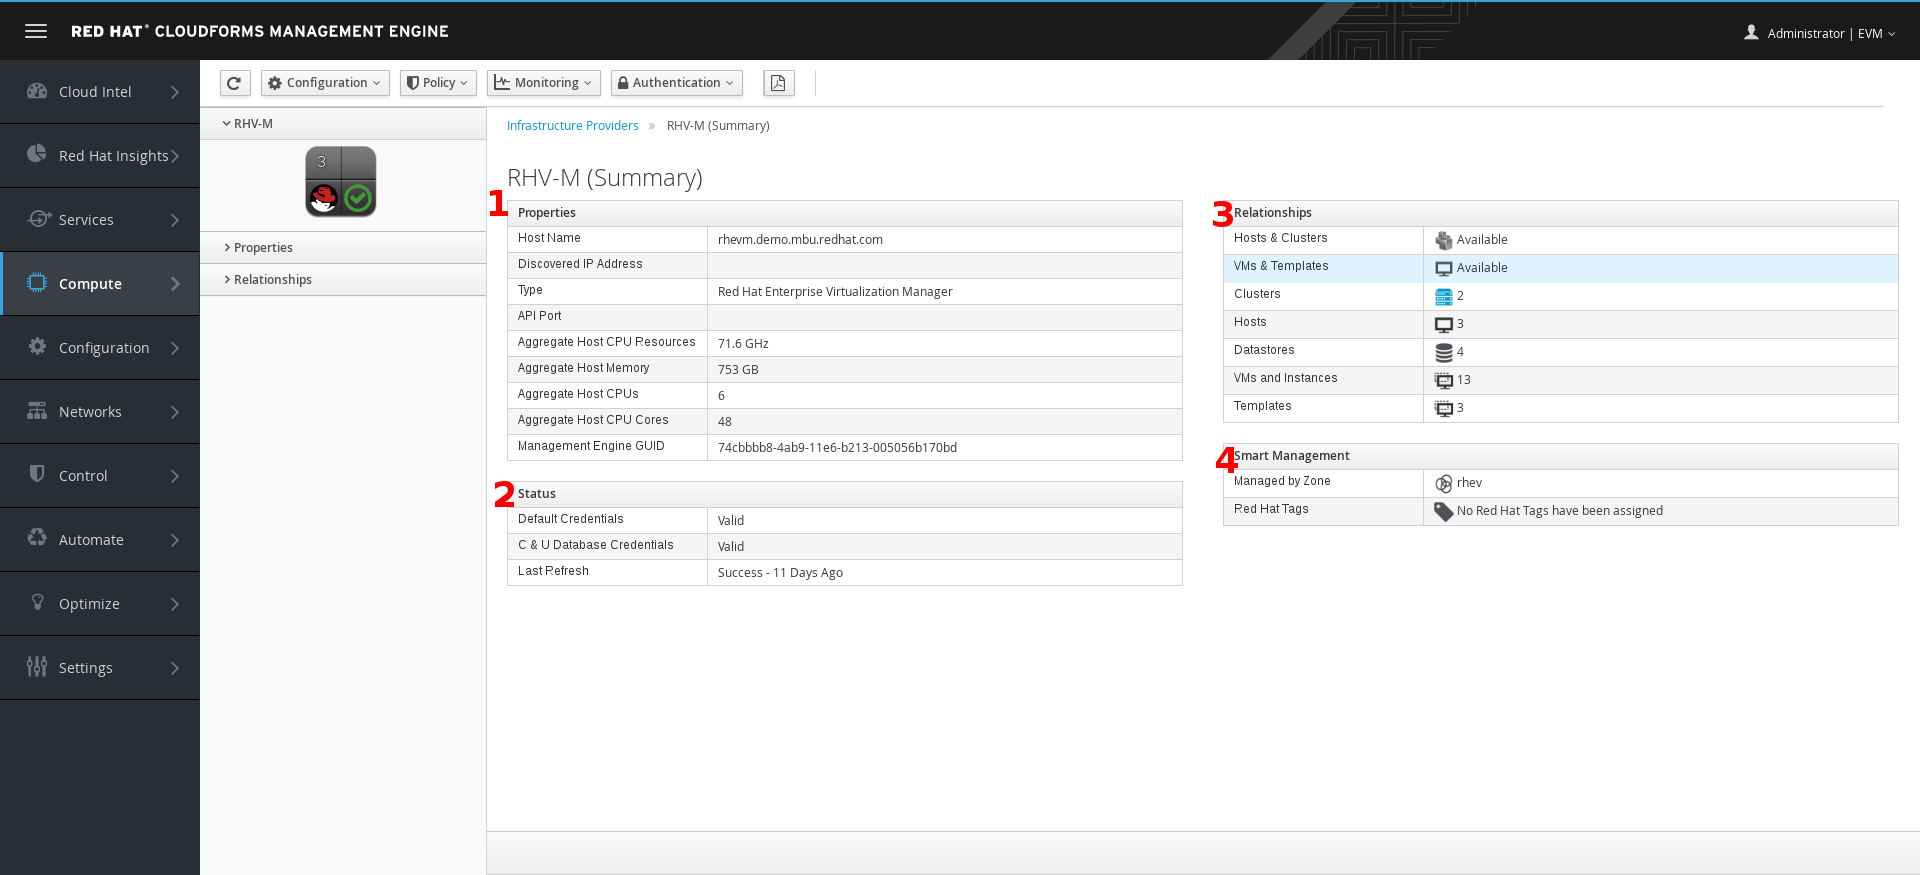 RED HAT® CLOUDFORMS MANAGEMENT ENGINE
Administrator | EVM
Cloud Intel
Red Hat Insights
Services
Compute
Configuration
Networks
Control
Automate
Optimize
Settings
Configuration Policy Monitoring Authentication
RHV-M
3
Properties
Relationships
Infrastructure Providers » RHV-M (Summary)
RHV-M (Summary)
1 Properties
Host Name rhevm.demo.mbu.redhat.com
Discovered IP Address
Type Red Hat Enterprise Virtualization Manager
API Port
Aggregate Host CPU Resources 71.6 GHz
Aggregate Host Memory 753 GB
Aggregate Host CPUs 6
Aggregate Host CPU Cores 48
Management Engine GUID 74cbbbb8-4ab9-11e6-b213-005056b170bd
2 Status
Default Credentials Valid
C & U Database Credentials Valid
Last Refresh Success - 11 Days Ago
3 Relationships
Hosts & Clusters Available
VMs & Templates Available
Clusters 2
Hosts 3
Datastores 4
VMs and Instances 13
Templates 3
4 Smart Management
Managed by Zone rhev
Red Hat Tags No Red Hat Tags have been assigned